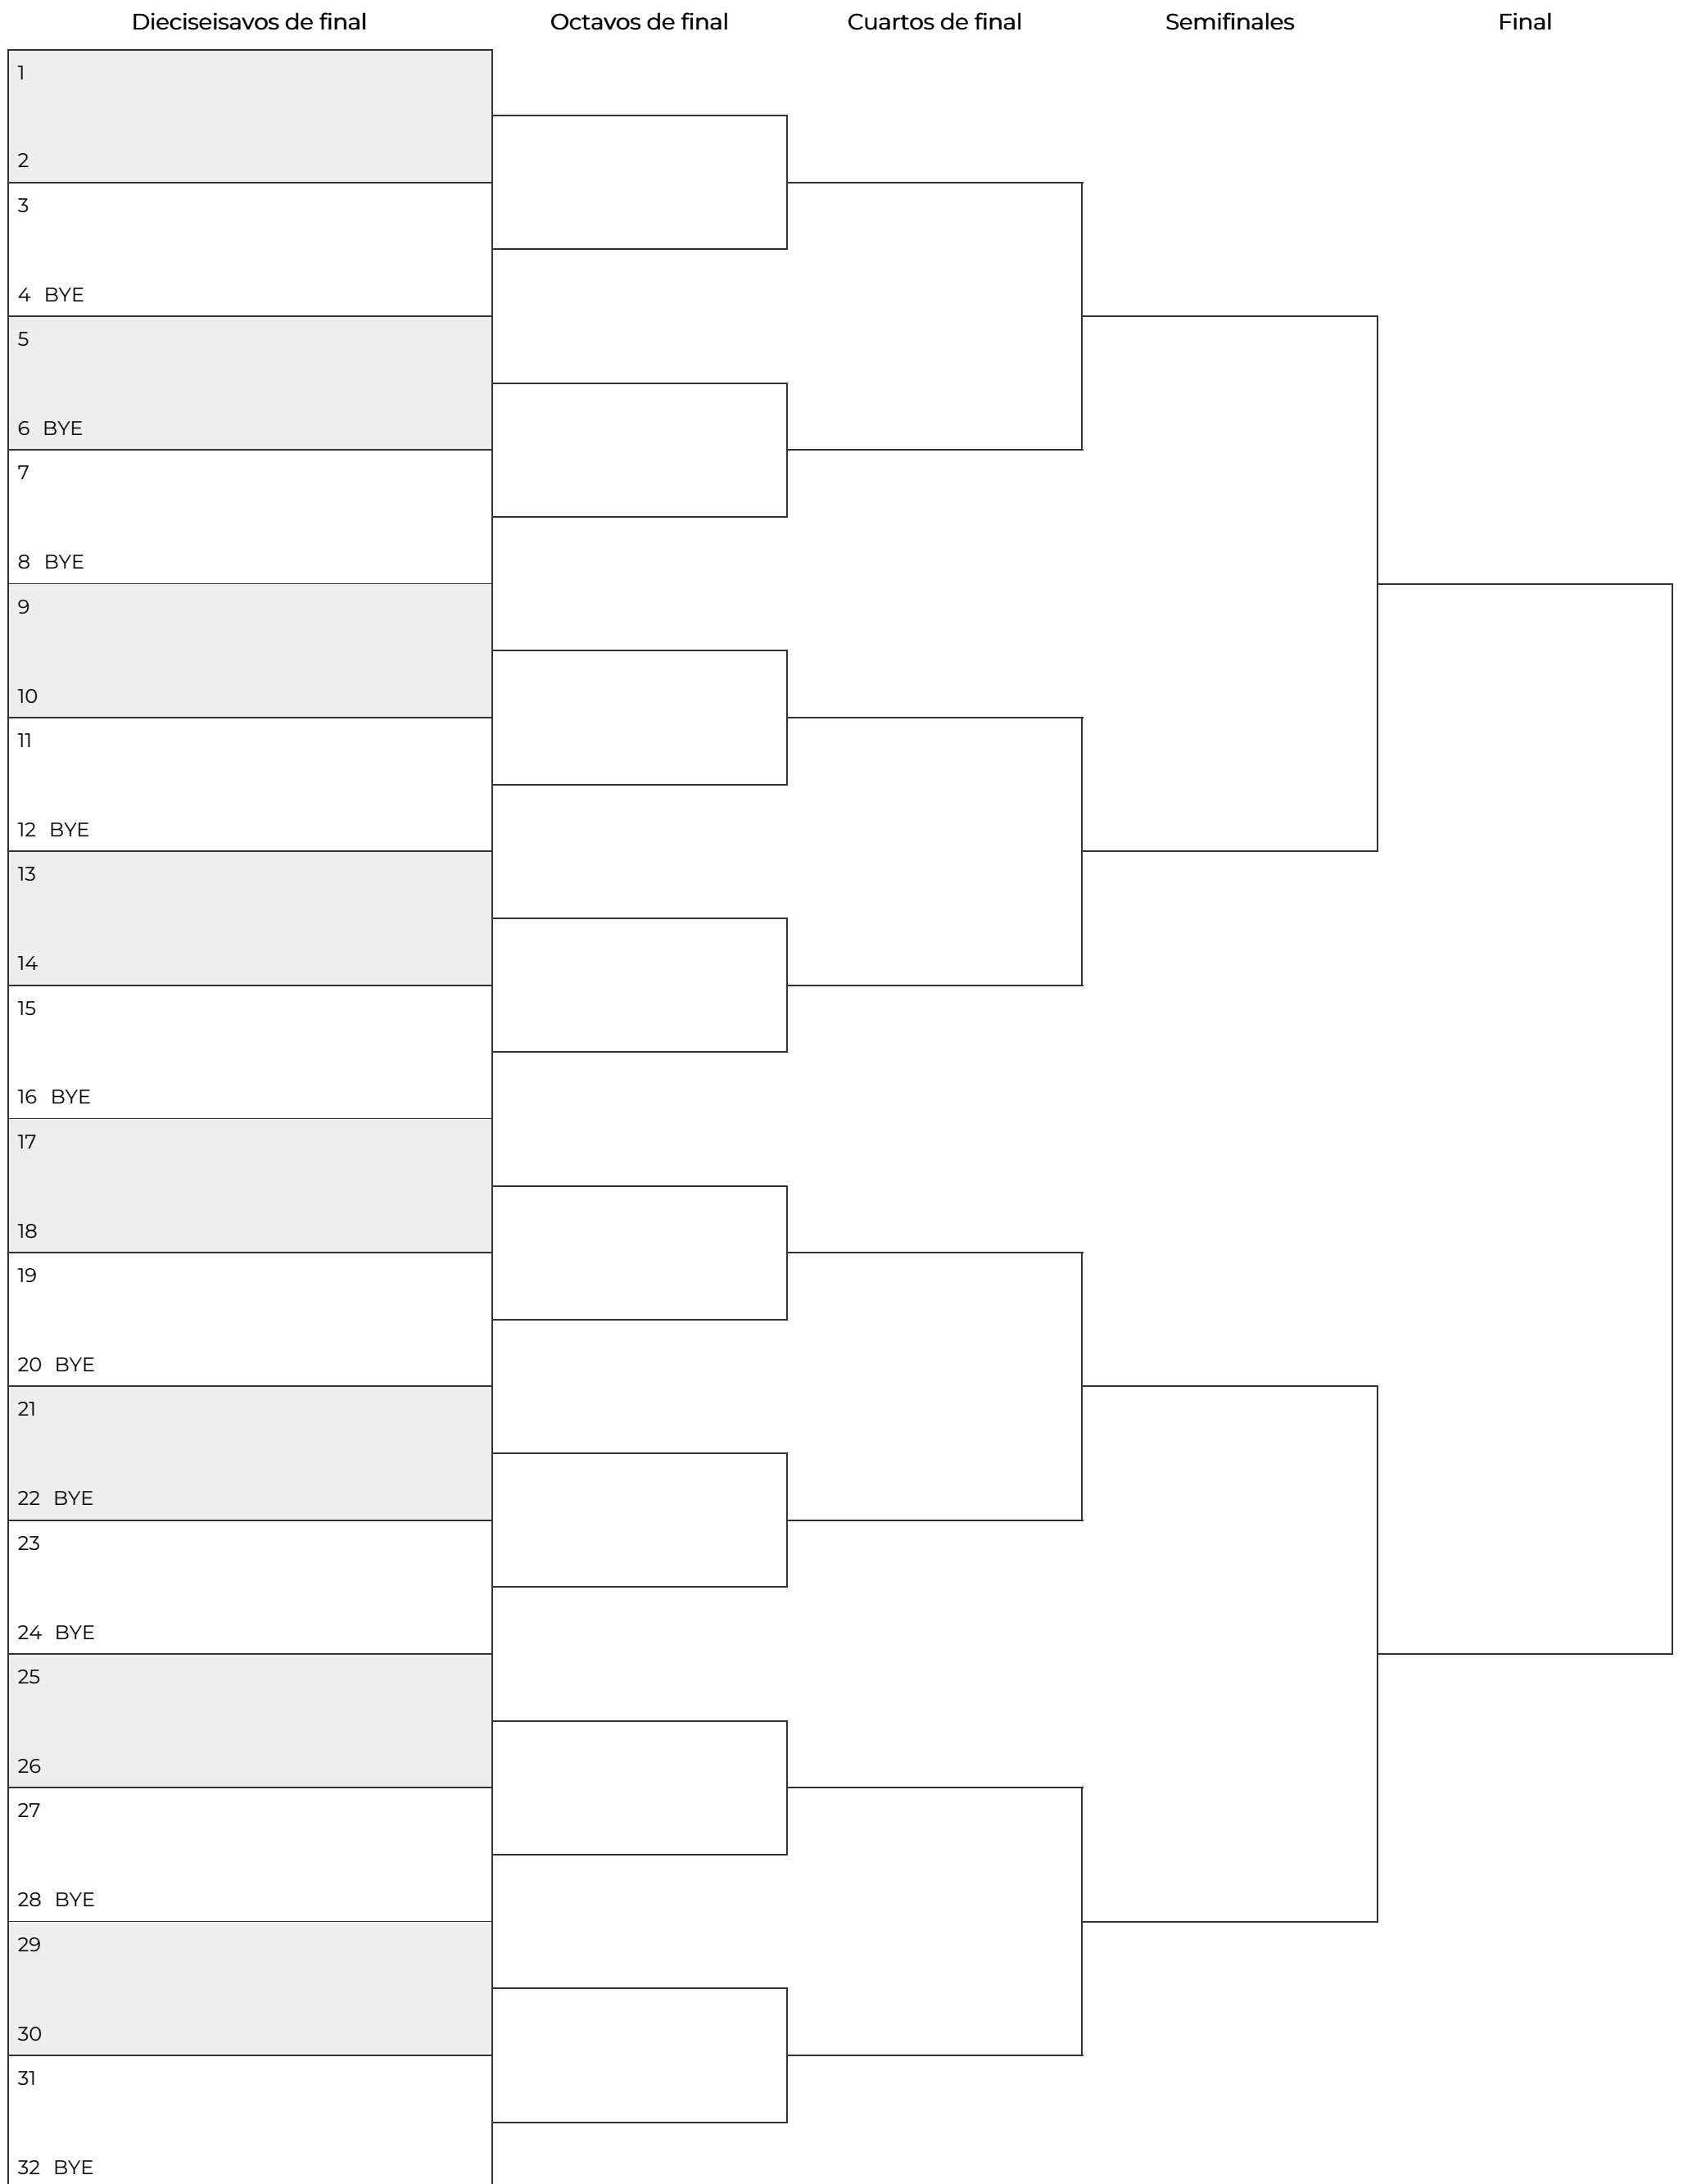 Dieciseisavos de final Octavos de final Cuartos de final Semifinales Final
1
2
3
4 BYE
5
6 BYE
7
8 BYE
9
10
11
12 BYE
13
14
15
16 BYE
17
18
19
20 BYE
21
22 BYE
23
24 BYE
25
26
27
28 BYE
29
30
31
32 BYE